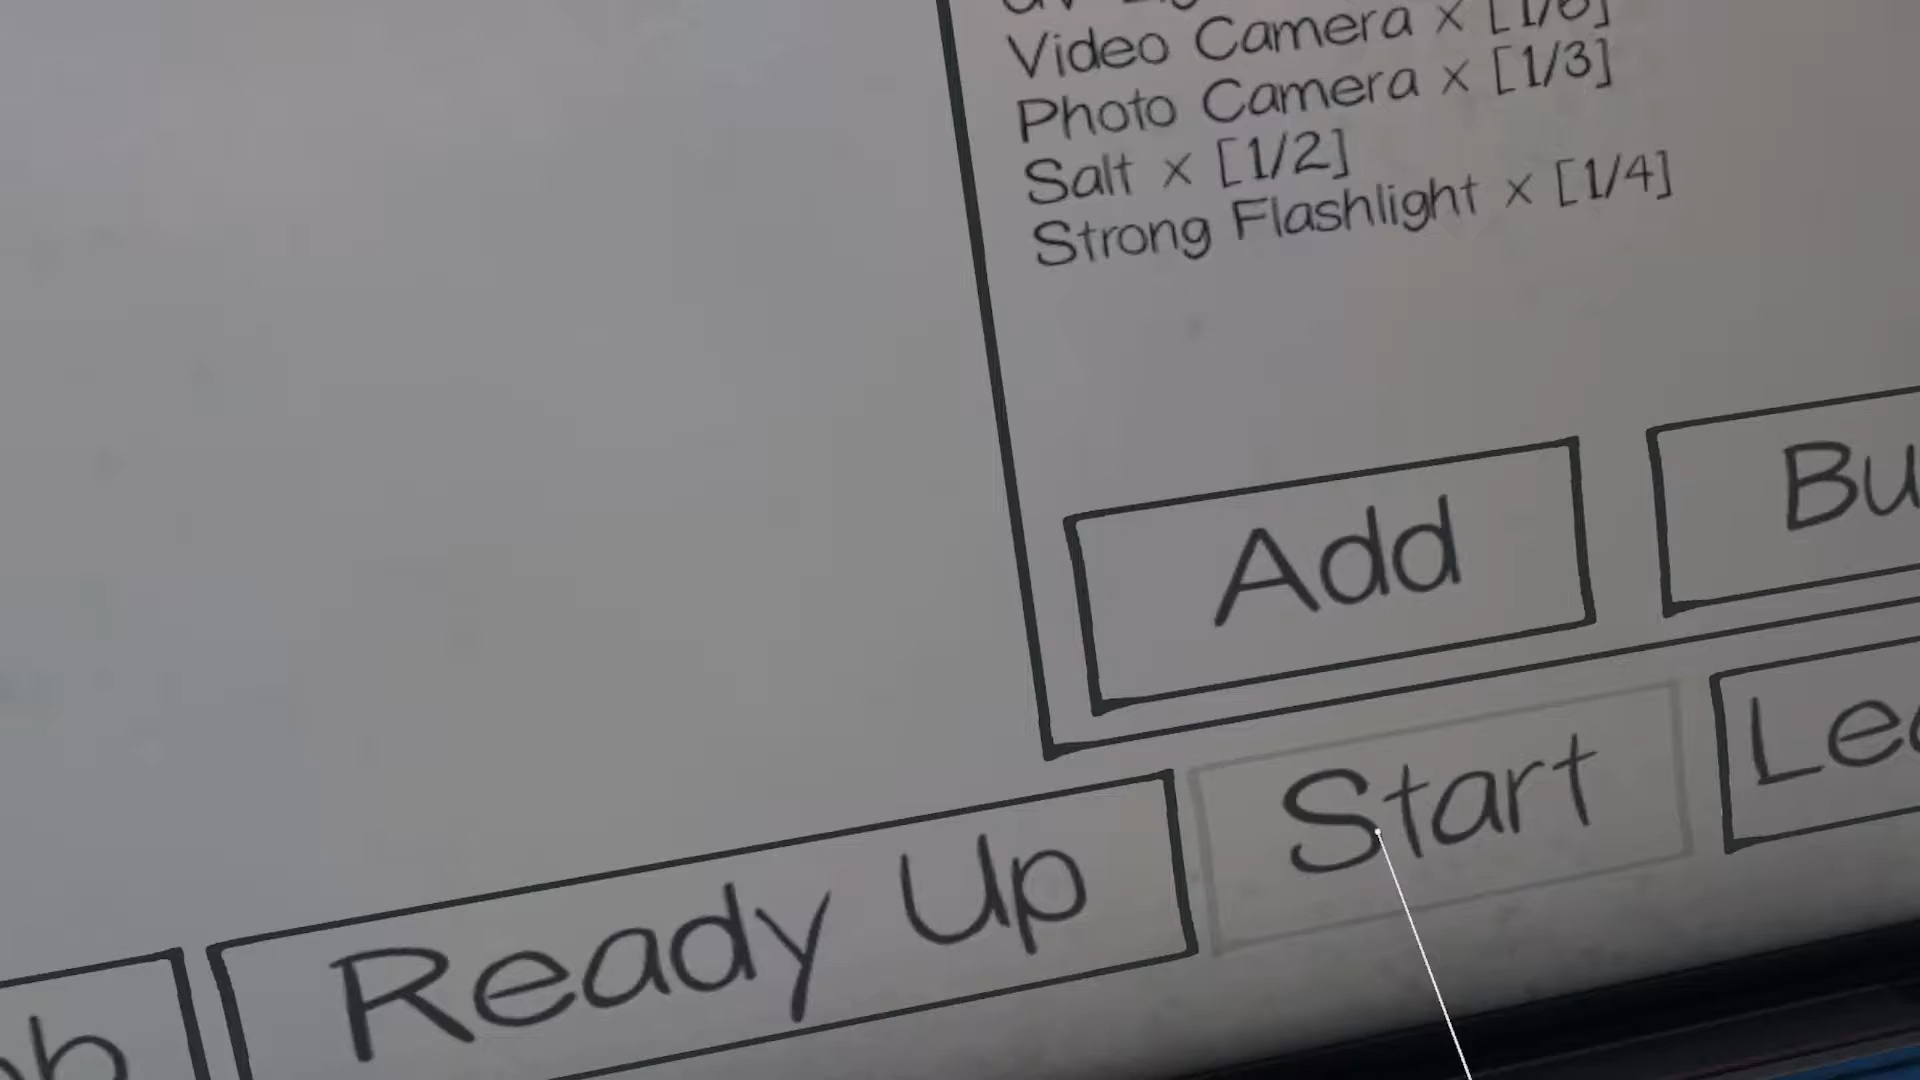 Video Camera x [1/6]
Photo Camera x [1/3]
Salt x [1/2]
Strong Flashlight x [1/4]
Add
Start
Ready Up